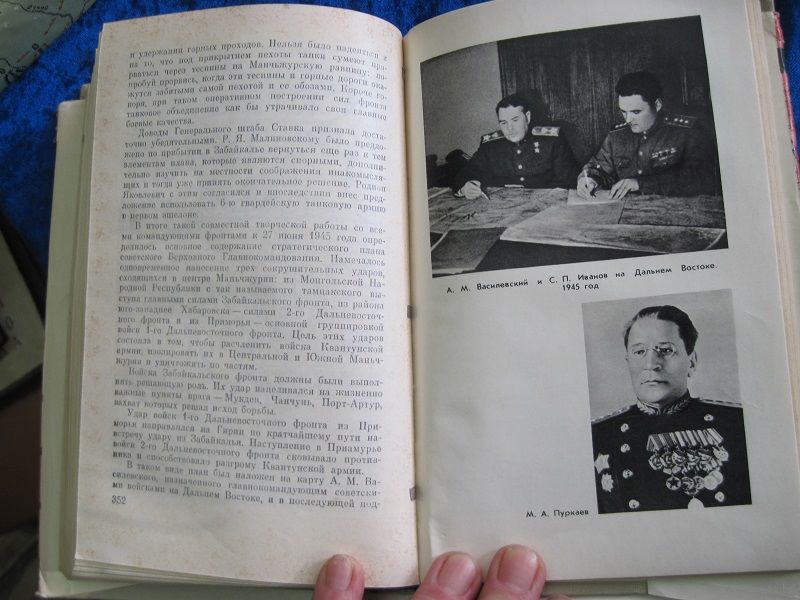 и удержании горных проходов. Нельзя было надеяться и
на то, что под прикрытием пехоты танки сумеют про-
рваться через теснины на Маньчжурскую равнину: по-
пробуй прорвись, когда эти теснины и горные дороги ока-
жутся забитыми самой пехотой и ее обозами. Короче го-
воря, при таком оперативном построении сил фронта
танковое объединение как бы утрачивало свои главные
боевые качества.
Доводы Генерального штаба Ставка признала доста-
точно убедительными. Р. Я. Малиновскому было предло-
жено по прибытии в Забайкалье вернуться еще раз к тем
элементам плана, которые являются спорными, дополни-
тельно изучить на местности соображения инакомысля-
щих и тогда уже принять окончательное решение. Родион
Яковлевич с этим согласился и впоследствии внес пред-
ложение использовать 6-ю гвардейскую танковую армию
в первом эшелоне.
В итоге такой совместной творческой работы со все-
ми командующими фронтами к 27 июня 1945 года опре-
делилось основное содержание стратегического плана
советского Верховного Главнокомандования. Намечалось
одновременное нанесение трех сокрушительных ударов,
сходящихся в центре Маньчжурии: из Монгольской На-
родной Республики с так называемого тамцакского вы-
ступа главными силами Забайкальского фронта, из района
юго-западнее Хабаровска — силами 2-го Дальневосточ-
ного фронта и из Приморья — основной группировкой
войск 1-го Дальневосточного фронта. Цель этих ударов
состояла в том, чтобы расчленить войска Квантунской
армии, изолировать их в Центральной и Южной Мань-
чжурии и уничтожить по частям.
Войска Забайкальского фронта должны были выпол-
нить решающую роль. Их удар нацеливался на жизненно
важные пункты врага — Мукден, Чанчунь, Порт-Артур,
захват которых решал исход борьбы.
Удар войск 1-го Дальневосточного фронта из При-
морья направлялся на Гирин по кратчайшему пути на-
встречу удару из Забайкалья. Наступление в Приамурье
войск 2-го Дальневосточного фронта сковывало против-
ника и способствовало разгрому Квантунской армии.
В таком виде план был наложен на карту А. М. Ва-
силевского, назначенного главнокомандующим советски-
ми войсками на Дальнем Востоке, и в последующей под-
352
А. М. Василевский и С. П. Иванов на Дальнем Востоке.
1945 год
М. А. Пуркаев